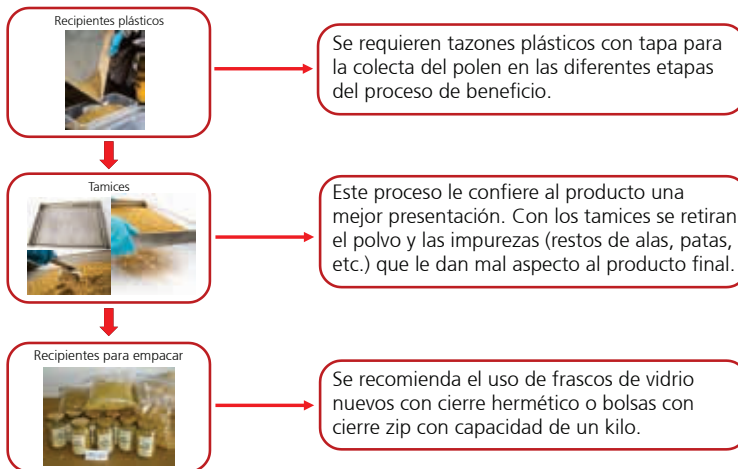 Recipientes plásticos
Se requieren tazones plásticos con tapa para
la colecta del polen en las diferentes etapas
del proceso de beneficio.
Tamices
Este proceso le confiere al producto una
mejor presentación. Con los tamices se retiran
el polvo y las impurezas (restos de alas, patas,
etc.) que le dan mal aspecto al producto final.
Recipientes para empacar
Se recomienda el uso de frascos de vidrio
nuevos con cierre hermético o bolsas con
cierre zip con capacidad de un kilo.